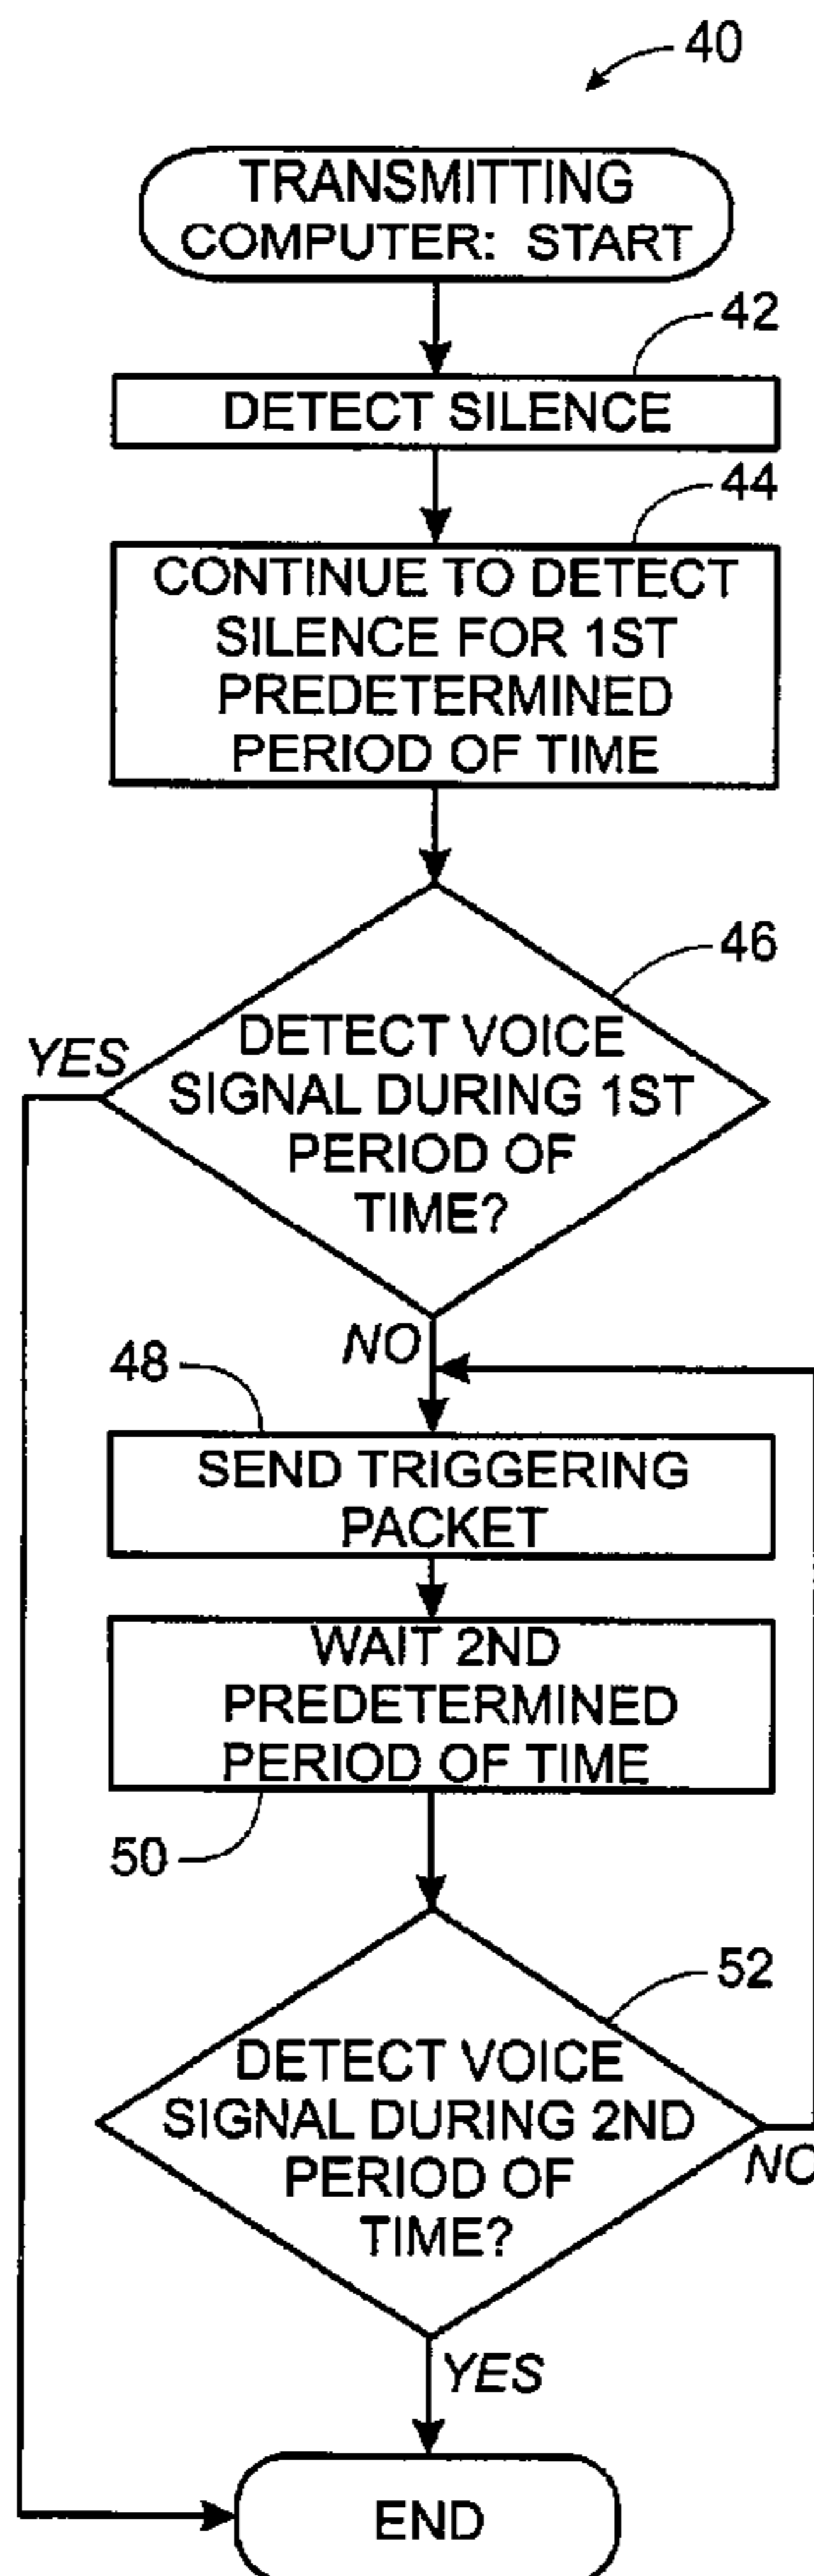 40
TRANSMITTING
COMPUTER: START
42
DETECT SILENCE
44
CONTINUE TO DETECT
SILENCE FOR 1ST
PREDETERMINED
PERIOD OF TIME
46
YES
DETECT VOICE
SIGNAL DURING 1ST
PERIOD OF
TIME?
NO
48
SEND TRIGGERING
PACKET
WAIT 2ND
PREDETERMINED
PERIOD OF TIME
50
52
DETECT VOICE
SIGNAL DURING 2ND
PERIOD OF
TIME?
NO
YES
END